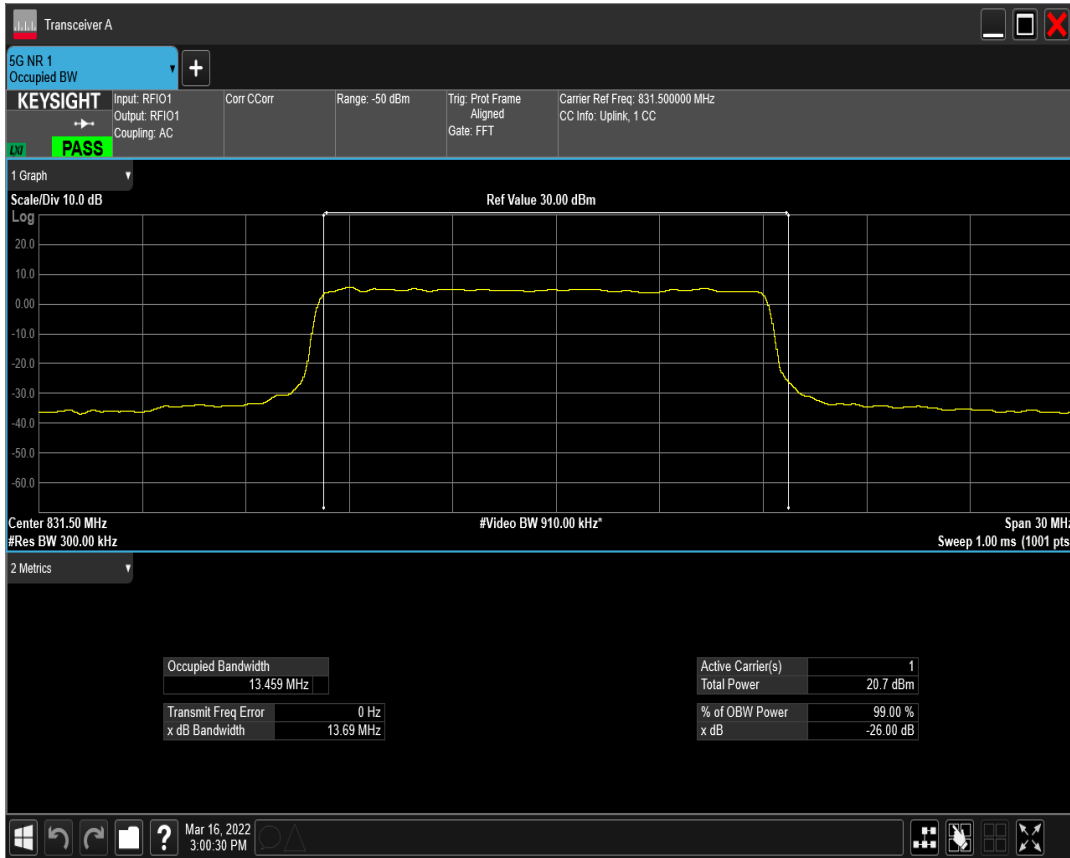 Transceiver A
5G NR 1
Occupied BW
KEYSIGHT
LXI
PASS
Input: RFIO1
Output: RFIO1
Coupling: AC
Corr CCorr
Range: -50 dBm
Trig: Prot Frame
Aligned
Gate: FFT
Carrier Ref Freq: 831.500000 MHz
CC Info: Uplink, 1 CC
1 Graph
Scale/Div 10.0 dB
Ref Value 30.00 dBm
Log
20.0
10.0
0.00
-10.0
-20.0
-30.0
-40.0
-50.0
-60.0
Center 831.50 MHz
#Video BW 910.00 kHz*
Span 30 MHz
#Res BW 300.00 kHz
Sweep 1.00 ms (1001 pts
2 Metrics
Occupied Bandwidth
13.459 MHz
Transmit Freq Error 0 Hz
x dB Bandwidth 13.69 MHz
Active Carrier(s) 1
Total Power 20.7 dBm
% of OBW Power 99.00 %
x dB -26.00 dB
?
Mar 16, 2022
3:00:30 PM